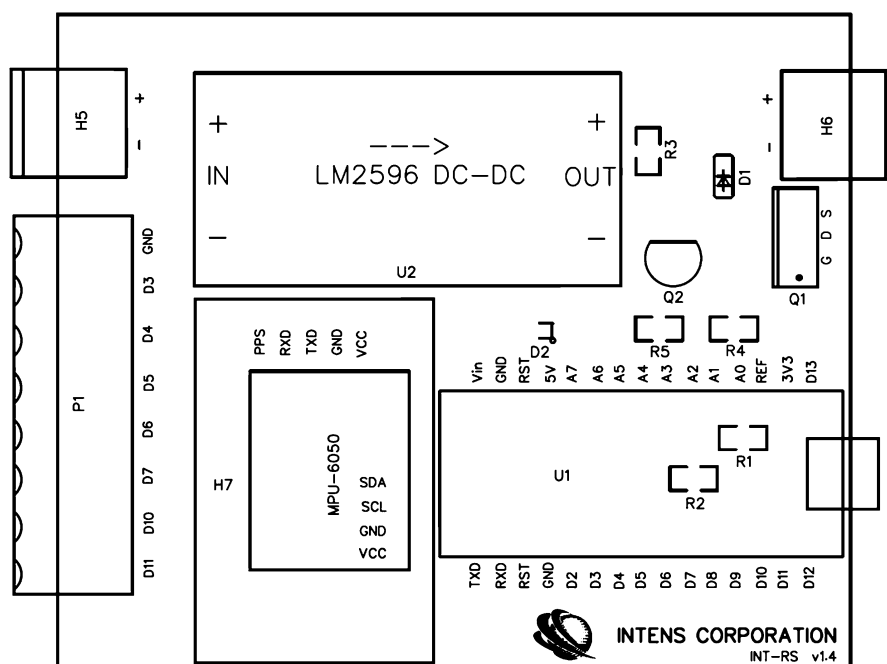 H5
+
-
+
IN
-
--->
LM2596 DC-DC
+
OUT
-
U2
R3
D1
+
-
H6
G D S
Q1
Q2
P1
GND
D3
D4
D5
D6
D7
D10
D11
H7
PPS
RXD
TXD
GND
VCC
MPU-6050
SDA
SCL
GND
VCC
D2
R5
R4
Vin
GND
RST
5V
A7
A6
A5
A4
A3
A2
A1
A0
REF
3V3
D13
U1
R1
R2
TXD
RXD
RST
GND
D2
D3
D4
D5
D6
D7
D8
D9
D10
D11
D12
INTENS CORPORATION
INT-RS v1.4